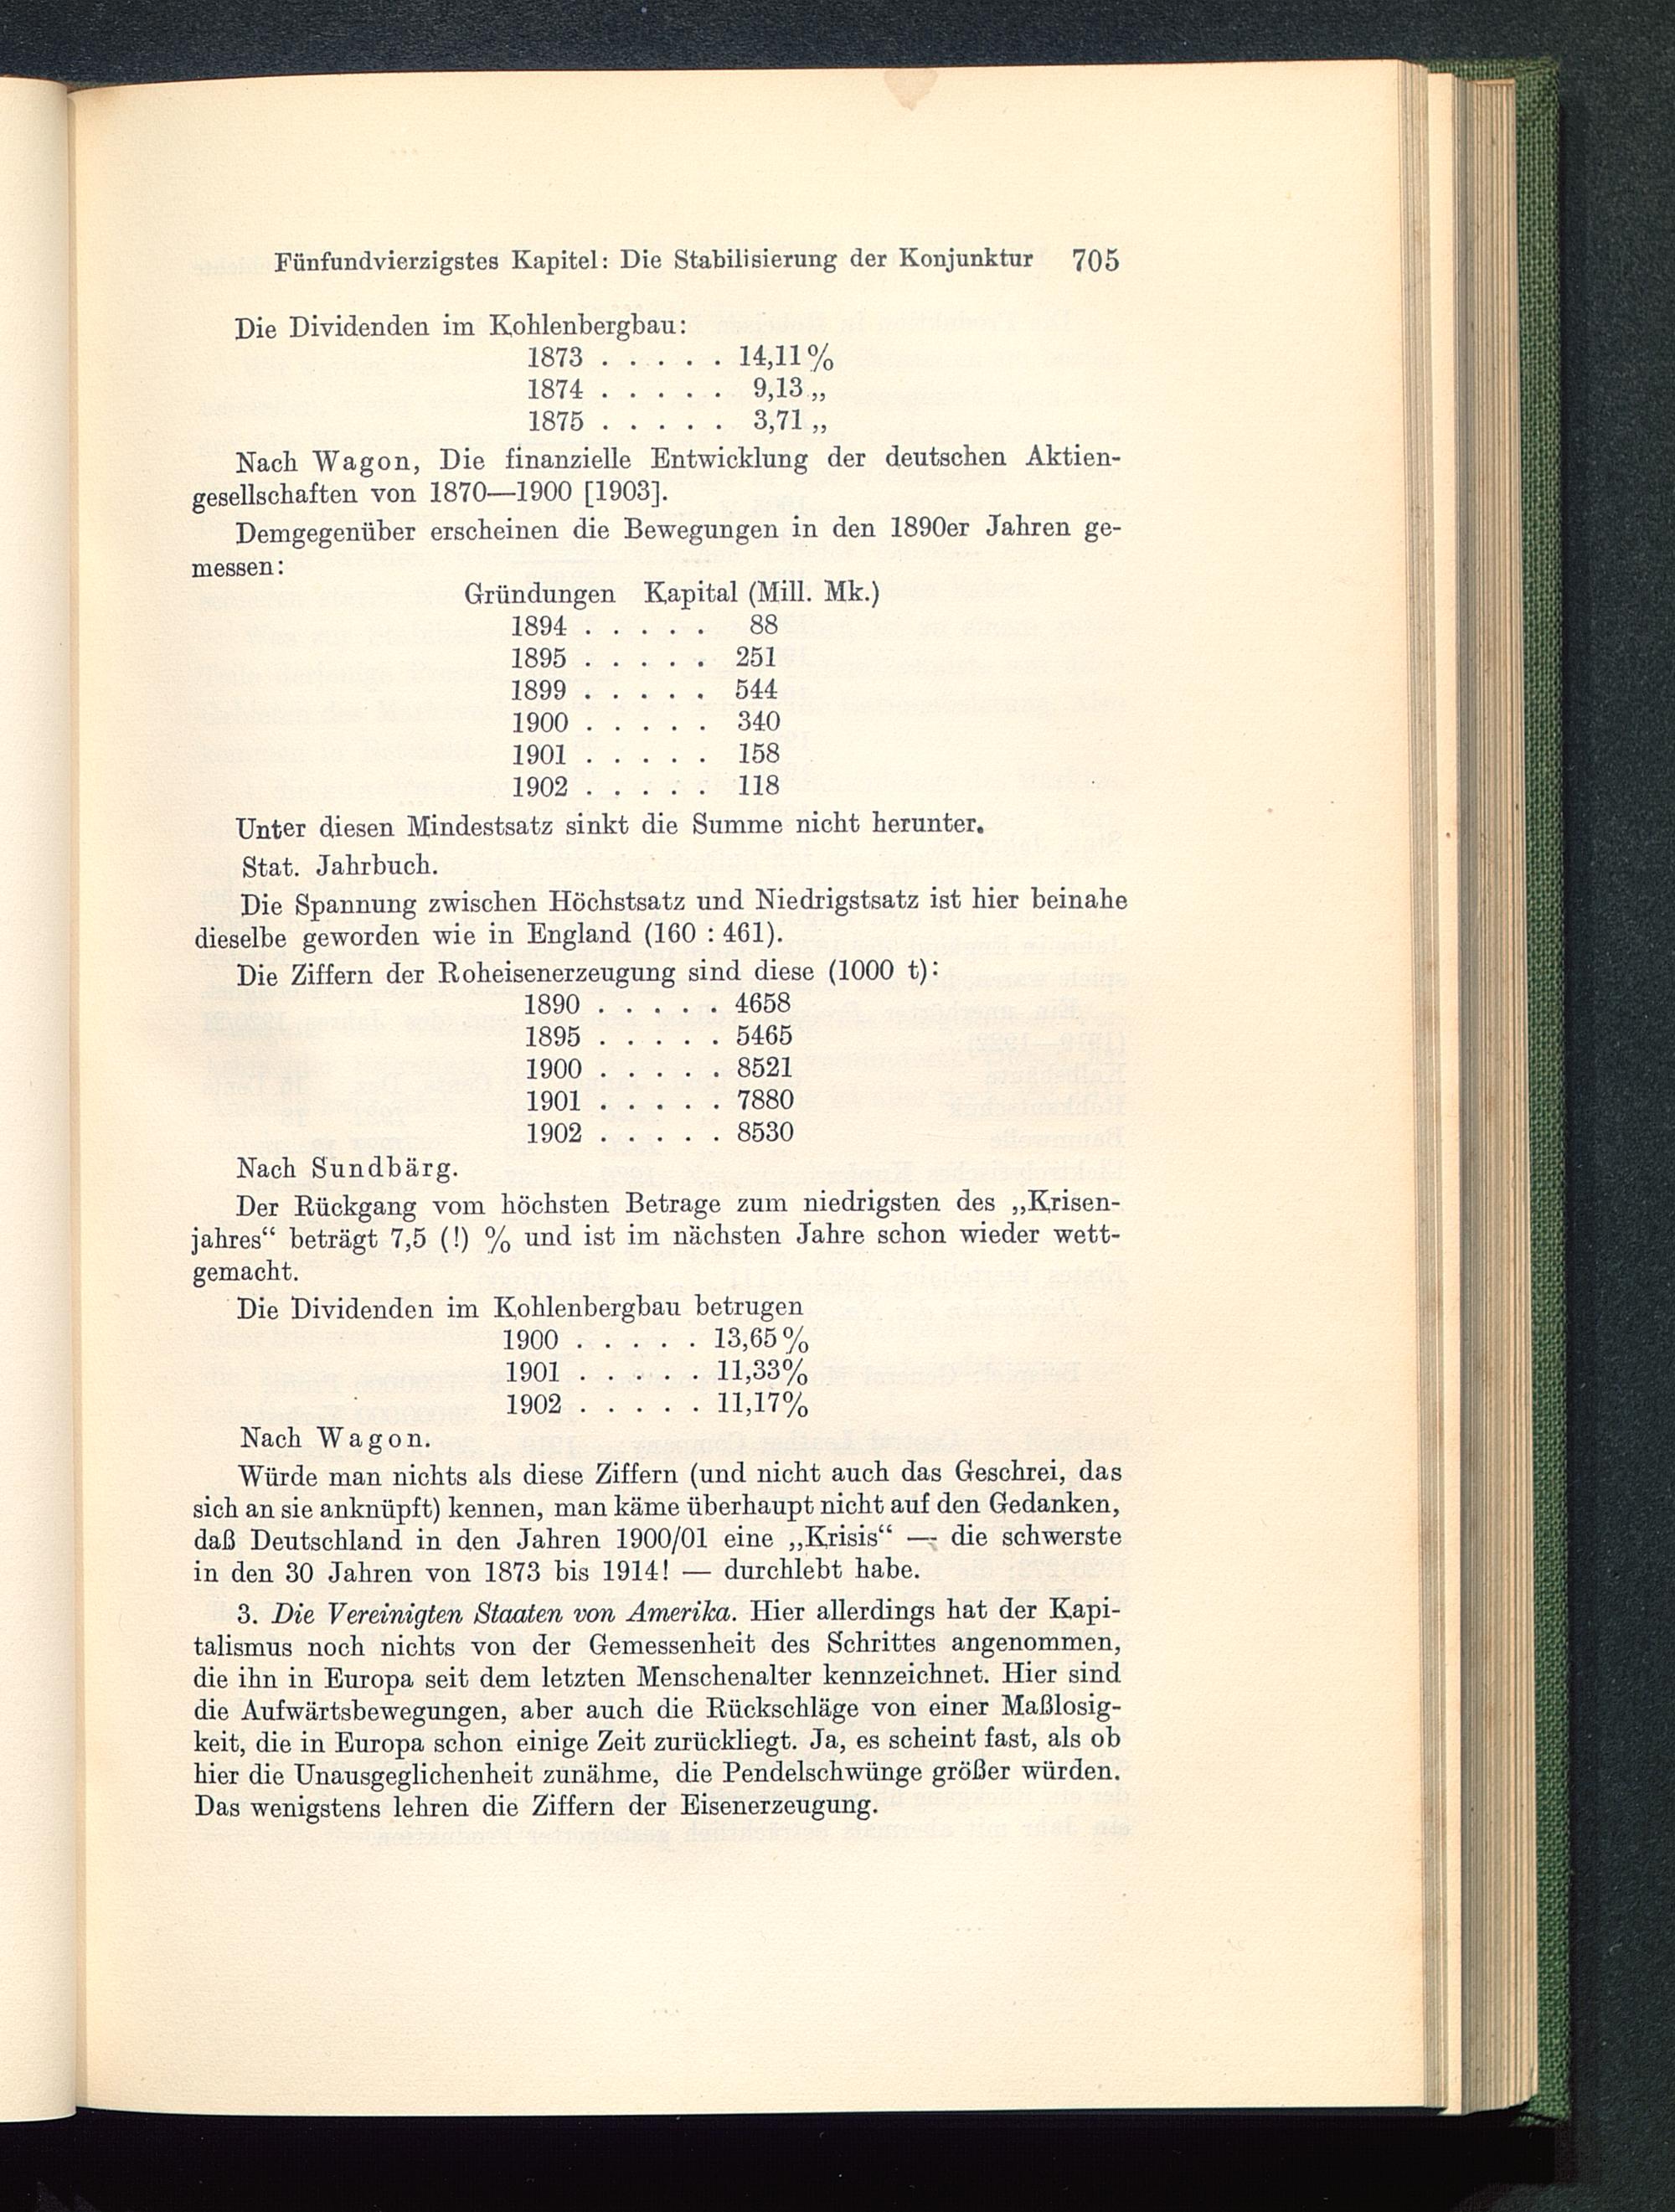 Fünfundvierzigstes Kapitel: Die Stabilisierung der Konjunktur 705
Die Dividenden im Kohlenbergbau:
1873 . . . . . 14,11%
1874 . . . . . 9,13 „
1875 . . . . . 3,71 „
Nach Wagon, Die finanzielle Entwicklung der deutschen Aktien-
gesellschaften von 1870—1900 [1903].
Demgegenüber erscheinen die Bewegungen in den 1890er Jahren ge-
messen:
Gründungen Kapital (Mill. Mk.)
1894 . . . . . 88
1895 . . . . . 251
1899 . . . . . 544
1900 . . . . . 340
1901 . . . . . 158
1902 . . . . . 118
Unter diesen Mindestsatz sinkt die Summe nicht herunter.
Stat. Jahrbuch.
Die Spannung zwischen Höchstsatz und Niedrigstsatz ist hier beinahe
dieselbe geworden wie in England (160 : 461).
Die Ziffern der Roheisenerzeugung sind diese (1000 t):
1890 . . . . . 4658
1895 . . . . . 5465
1900 . . . . . 8521
1901 . . . . . 7880
1902 . . . . . 8530
Nach Sundbärg.
Der Rückgang vom höchsten Betrage zum niedrigsten des „Krisen-
jahres“ beträgt 7,5 (!) % und ist im nächsten Jahre schon wieder wett-
gemacht.
Die Dividenden im Kohlenbergbau betrugen
1900 . . . . . 13,65%
1901 . . . . . 11,33%
1902 . . . . . 11,17%
Nach Wagon.
Würde man nichts als diese Ziffern (und nicht auch das Geschrei, das
sich an sie anknüpft) kennen, man käme überhaupt nicht auf den Gedanken,
daß Deutschland in den Jahren 1900/01 eine „Krisis“ — die schwerste
in den 30 Jahren von 1873 bis 1914! — durchlebt habe.
3. Die Vereinigten Staaten von Amerika. Hier allerdings hat der Kapi-
talismus noch nichts von der Gemessenheit des Schrittes angenommen,
die ihn in Europa seit dem letzten Menschenalter kennzeichnet. Hier sind
die Aufwärtsbewegungen, aber auch die Rückschläge von einer Maßlosig-
keit, die in Europa schon einige Zeit zurückliegt. Ja, es scheint fast, als ob
hier die Unausgeglichenheit zunähme, die Pendelschwünge größer würden.
Das wenigstens lehren die Ziffern der Eisenerzeugung.